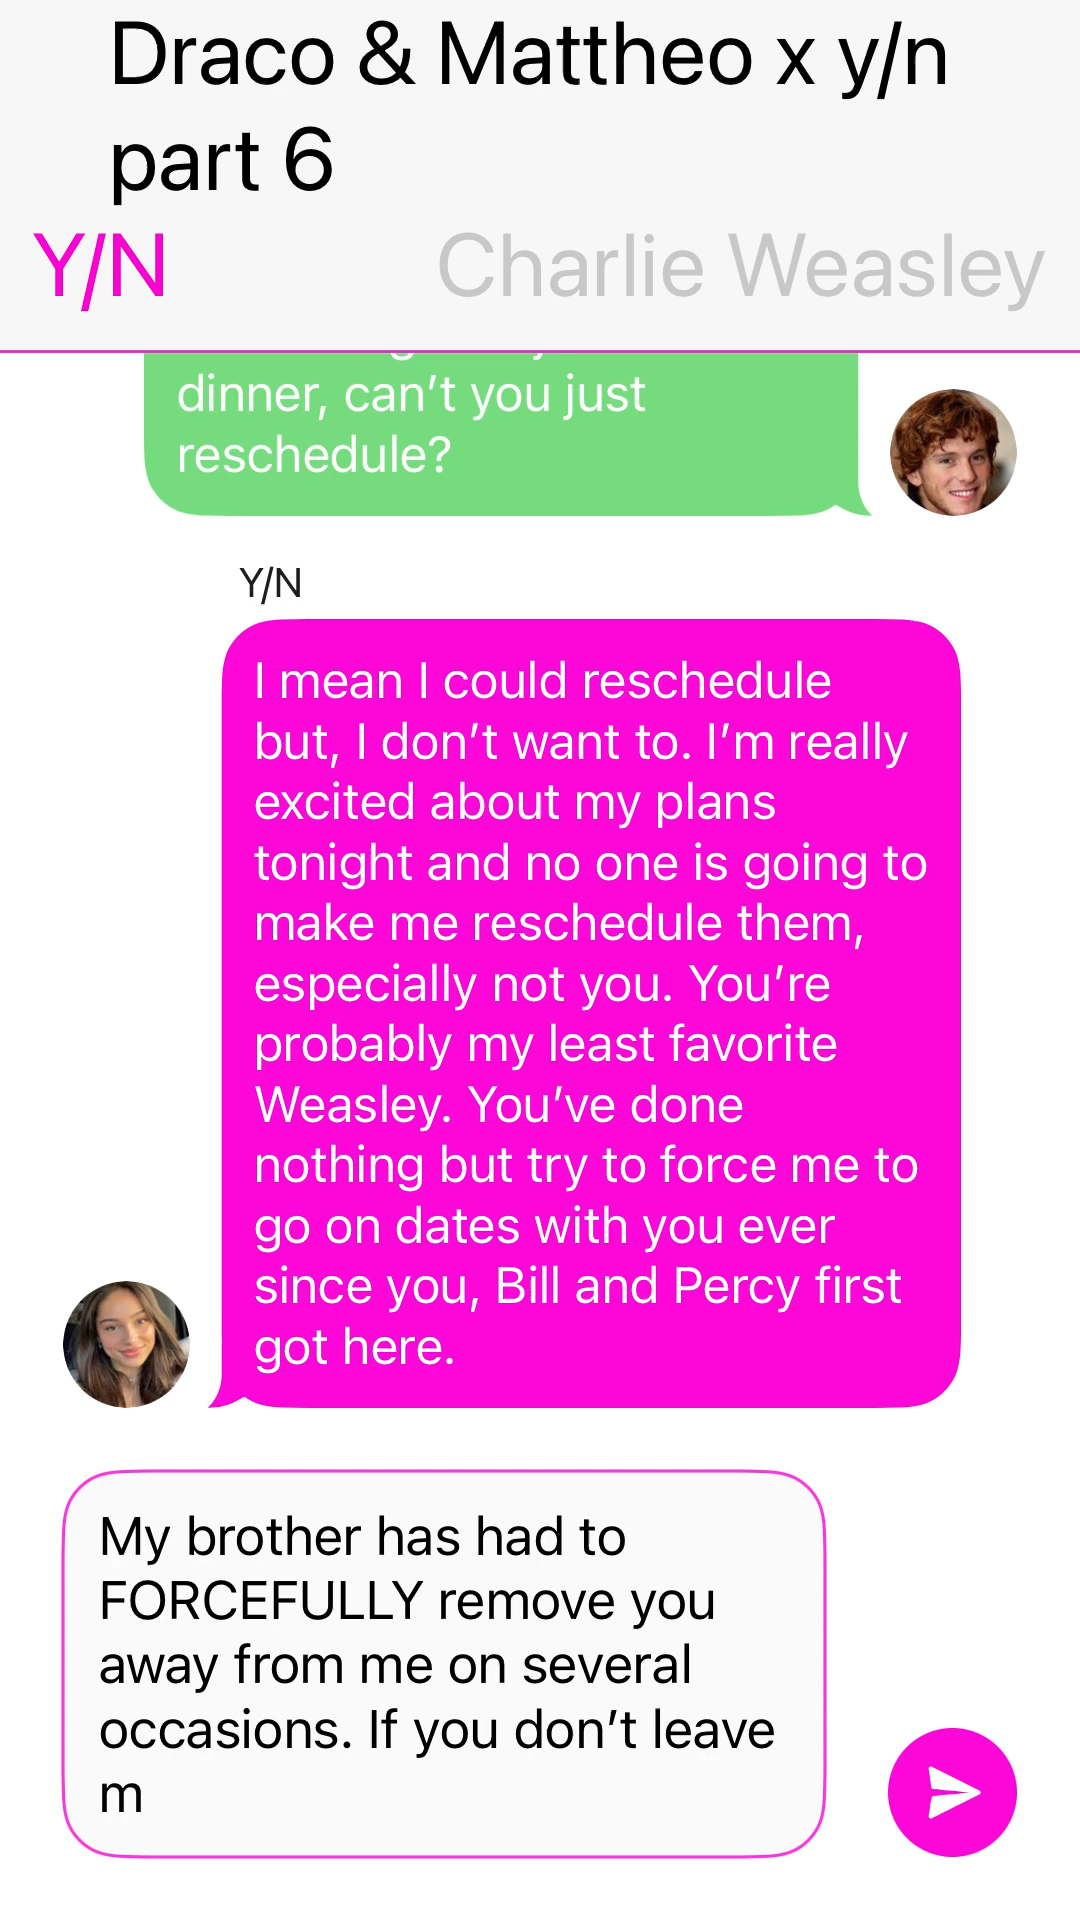 Draco & Mattheo x y/n
part 6
Y/N
Charlie Weasley
dinner, can’t you just
reschedule?
Y/N
I mean I could reschedule
but, I don’t want to. I’m really
excited about my plans
tonight and no one is going to
make me reschedule them,
especially not you. You’re
probably my least favorite
Weasley. You’ve done
nothing but try to force me to
go on dates with you ever
since you, Bill and Percy first
got here.
My brother has had to
FORCEFULLY remove you
away from me on several
occasions. If you don’t leave
m